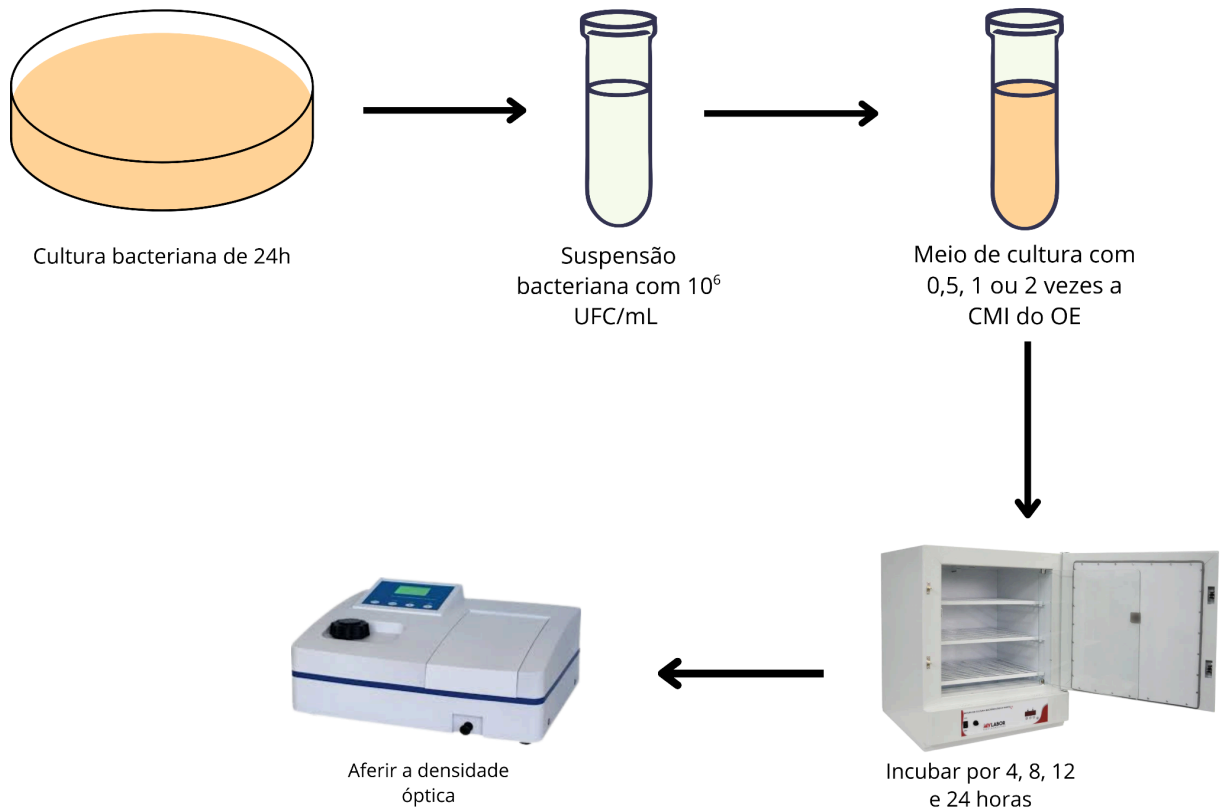 Cultura bacteriana de 24h
Suspensão
bacteriana com 10⁶
UFC/mL
Meio de cultura com
0,5, 1 ou 2 vezes a
CMI do OE
Aferir a densidade
óptica
Incubar por 4, 8, 12
e 24 horas